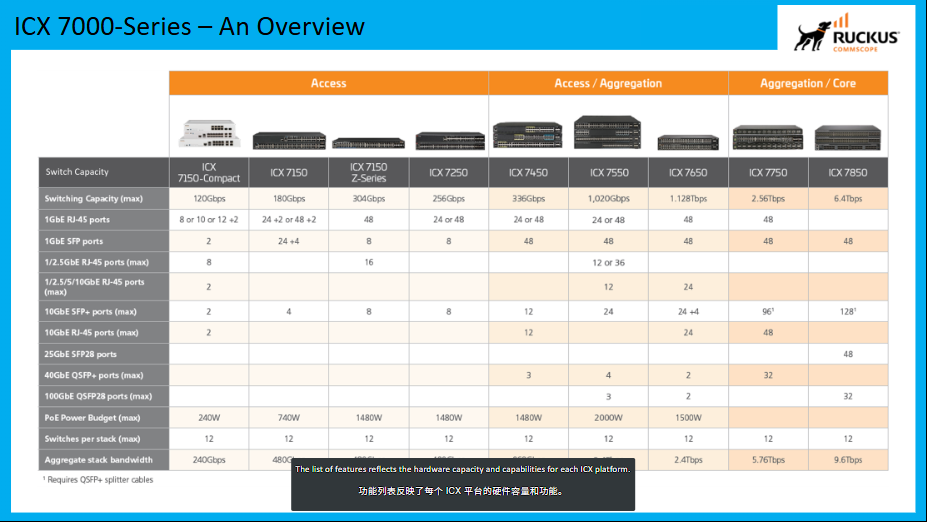 ICX 7000-Series – An Overview
RUCKUS
COMMSCOPE
Access Access / Aggregation Aggregation / Core
Switch Capacity ICX 7150-Compact ICX 7150 ICX 7150 Z-Series ICX 7250 ICX 7450 ICX 7550 ICX 7650 ICX 7750 ICX 7850
Switching Capacity (max) 120Gbps 180Gbps 304Gbps 256Gbps 336Gbps 1,020Gbps 1.128Tbps 2.56Tbps 6.4Tbps
1GbE RJ-45 ports 8 or 10 or 12 +2 24 +2 or 48 +2 48 24 or 48 24 or 48 24 or 48 48 48
1GbE SFP ports 2 24 +4 8 8 48 48 48 48 48
1/2.5GbE RJ-45 ports (max) 8 16 12 or 36
1/2.5/5/10GbE RJ-45 ports (max) 2 12 24
10GbE SFP+ ports (max) 2 4 8 8 12 24 24 +4 96¹ 128¹
10GbE RJ-45 ports (max) 2 12 24 48
25GbE SFP28 ports 48
40GbE QSFP+ ports (max) 3 4 2 32
100GbE QSFP28 ports (max) 3 2 32
PoE Power Budget (max) 240W 740W 1480W 1480W 1480W 2000W 1500W
Switches per stack (max) 12 12 12 12 12 12 12 12 12
Aggregate stack bandwidth 240Gbps 2.4Tbps 5.76Tbps 9.6Tbps
¹ Requires QSFP+ splitter cables
The list of features reflects the hardware capacity and capabilities for each ICX platform.
功能列表反映了每个 ICX 平台的硬件容量和功能。